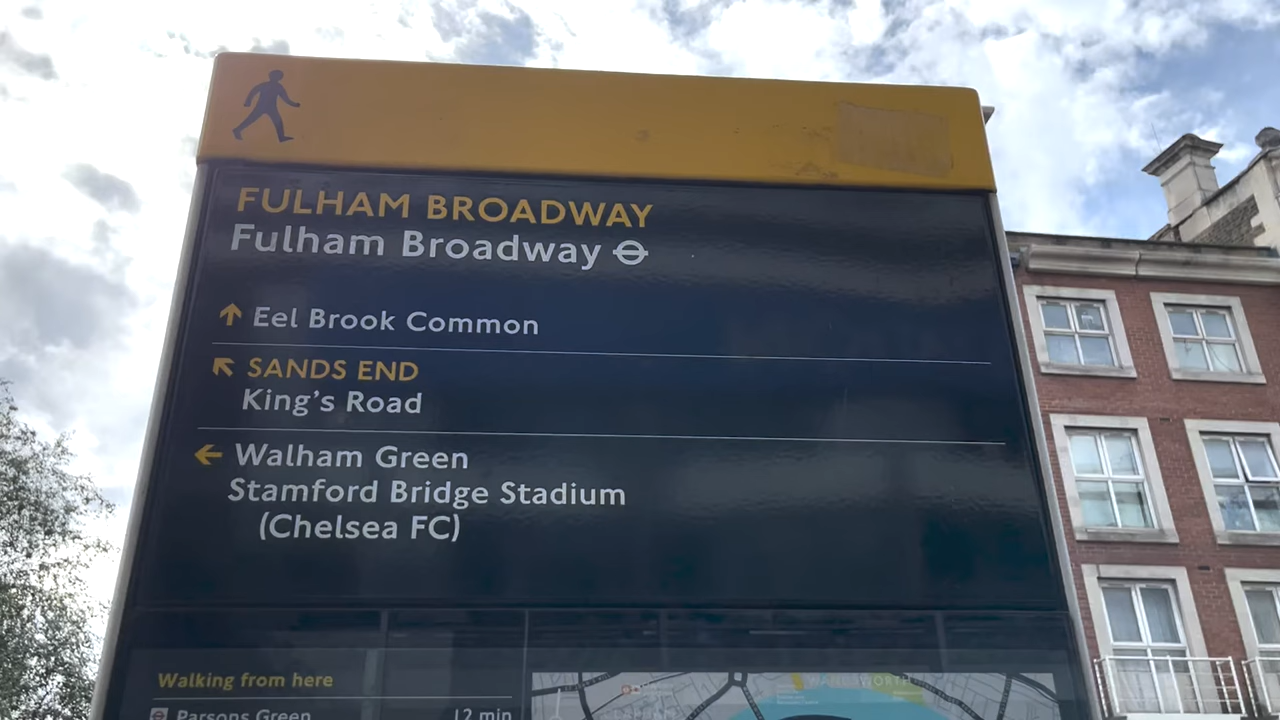 FULHAM BROADWAY
Fulham Broadway
Eel Brook Common
SANDS END
King's Road
Walham Green
Stamford Bridge Stadium
(Chelsea FC)
Walking from here
Parsons Green 12 min
WANDSWORTH